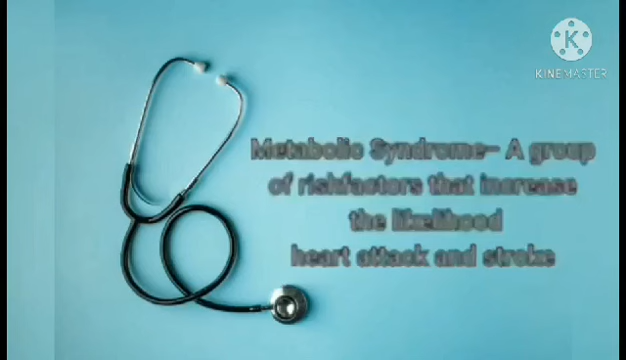 KINEMASTER
Metabolic Syndrome- A group
of riskfactors that increase
the likelihood
heart attack and stroke